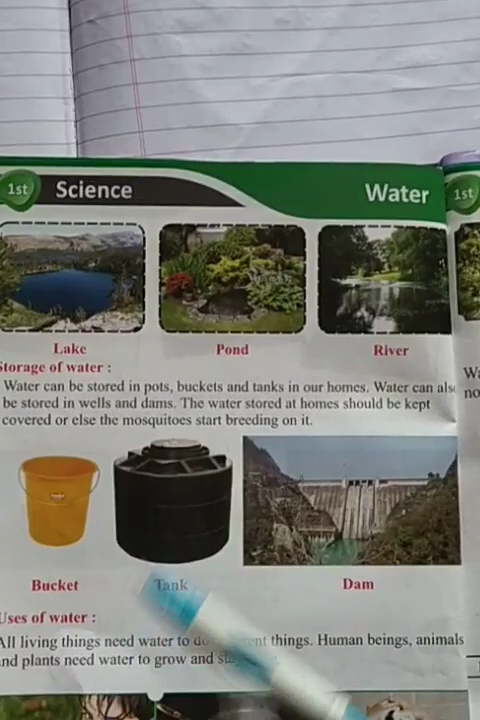 1st Science Water 1st
Lake Pond River
Storage of water :
Water can be stored in pots, buckets and tanks in our homes. Water can also
be stored in wells and dams. The water stored at homes should be kept
covered or else the mosquitoes start breeding on it.
Bucket Tank Dam
Uses of water :
All living things need water to do things. Human beings, animals
and plants need water to grow and